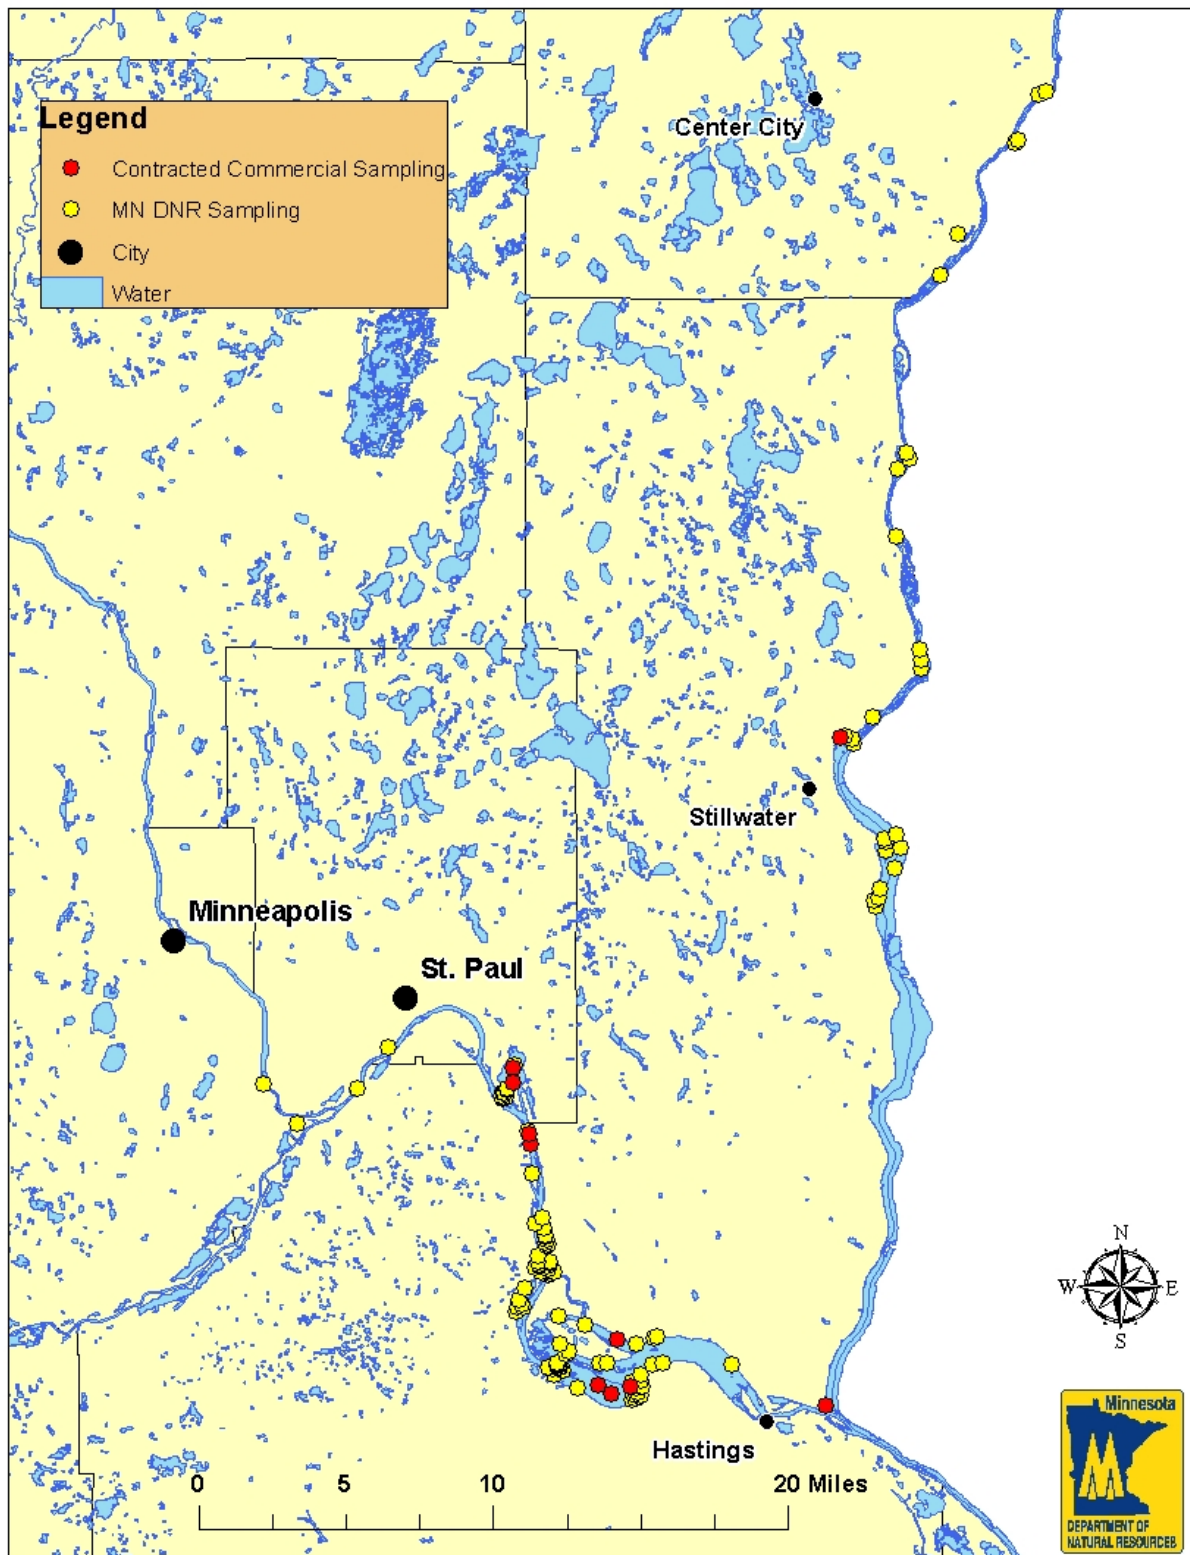 Legend
Contracted Commercial Sampling
MN DNR Sampling
City
Water
Center City
Stillwater
Minneapolis
St. Paul
Hastings
N
W E
S
0 5 10 20 Miles
Minnesota
DEPARTMENT OF
NATURAL RESOURCES